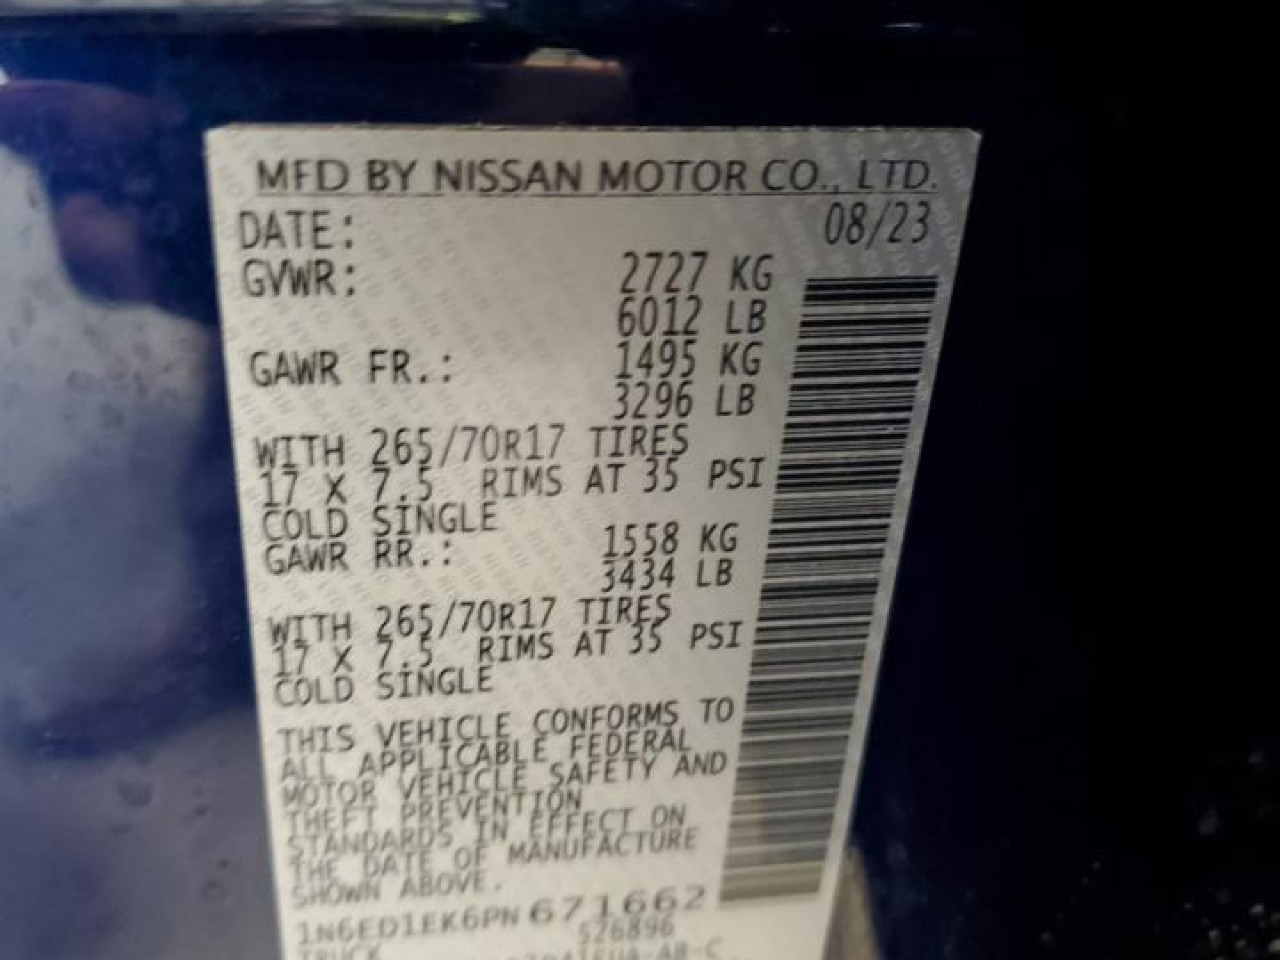 MFD BY NISSAN MOTOR CO., LTD.
DATE: 08/23
GVWR: 2727 KG
6012 LB
GAWR FR.: 1495 KG
3296 LB
WITH 265/70R17 TIRES
17 X 7.5 RIMS AT 35 PSI
COLD SINGLE
GAWR RR.: 1558 KG
3434 LB
WITH 265/70R17 TIRES
17 X 7.5 RIMS AT 35 PSI
COLD SINGLE
THIS VEHICLE CONFORMS TO
ALL APPLICABLE FEDERAL
MOTOR VEHICLE SAFETY AND
THEFT PREVENTION
STANDARDS IN EFFECT ON
THE DATE OF MANUFACTURE
SHOWN ABOVE.
1N6ED1EK6PN671662
S26896
TRUCK